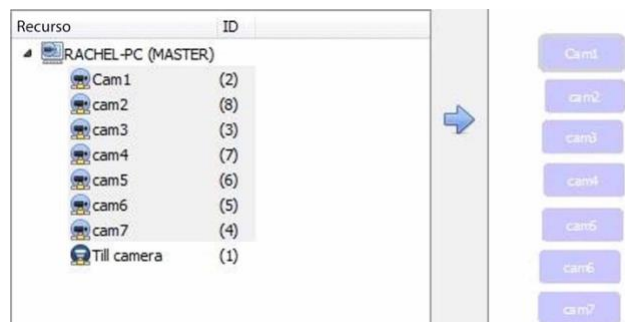 Recurso ID
RACHEL-PC (MASTER)
Cam1 (2)
cam2 (8)
cam3 (3)
cam4 (7)
cam5 (6)
cam6 (5)
cam7 (4)
Till camera (1)
Cam1
cam2
cam3
cam4
cam5
cam6
cam7